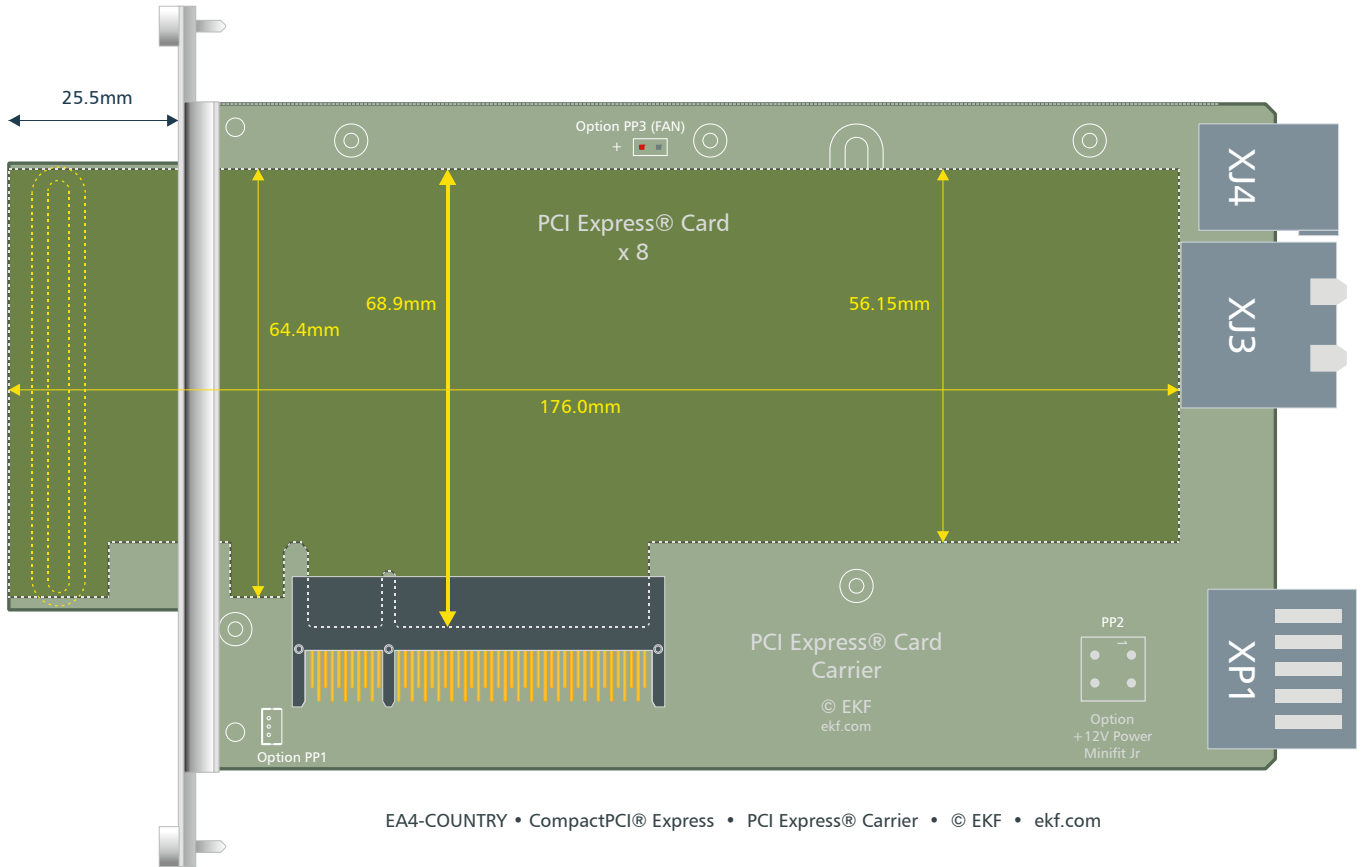 25.5mm
Option PP3 (FAN)
+
XJ4
PCI Express® Card
x 8
68.9mm
56.15mm
64.4mm
XJ3
176.0mm
PP2
1
PCI Express® Card
Carrier
XP1
© EKF
ekf.com
Option
+12V Power
Minifit Jr
Option PP1
EA4-COUNTRY • CompactPCI® Express • PCI Express® Carrier • © EKF • ekf.com